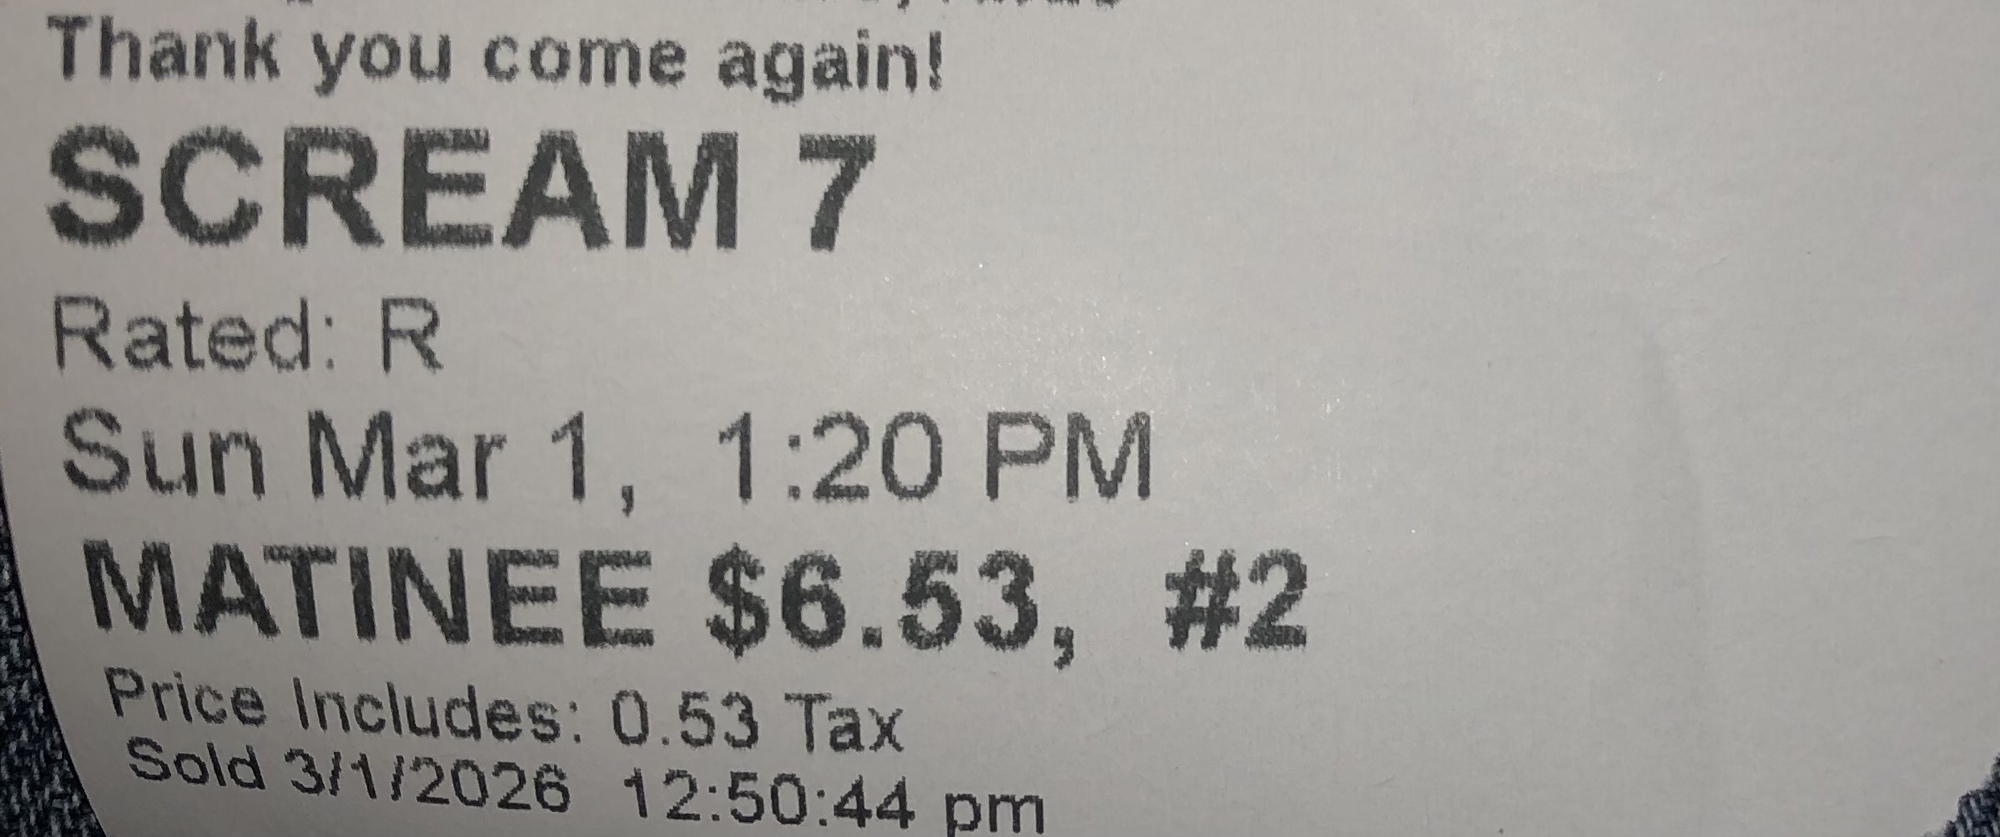 Thank you come again!
SCREAM 7
Rated: R
Sun Mar 1, 1:20 PM
MATINEE $6.53, #2
Price Includes: 0.53 Tax
Sold 3/1/2026 12:50:44 pm